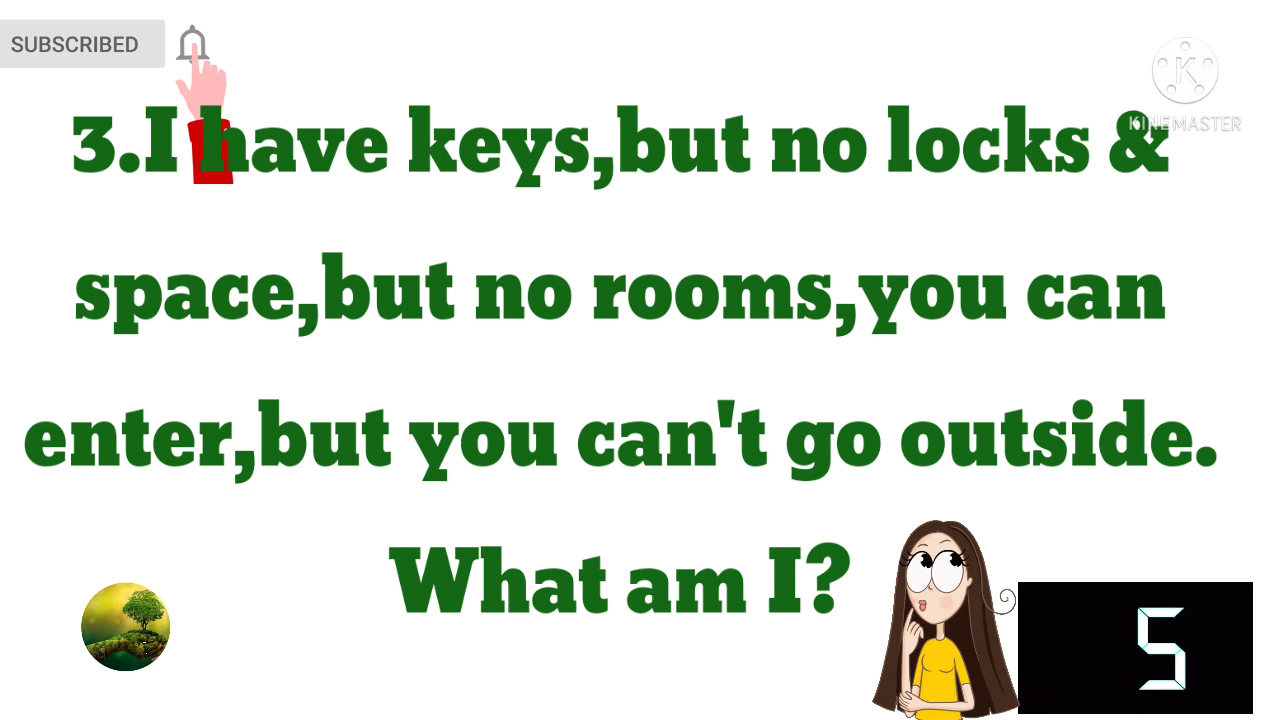 SUBSCRIBED
KINEMASTER
3.I have keys,but no locks &
space,but no rooms,you can
enter,but you can't go outside.
What am I?
5